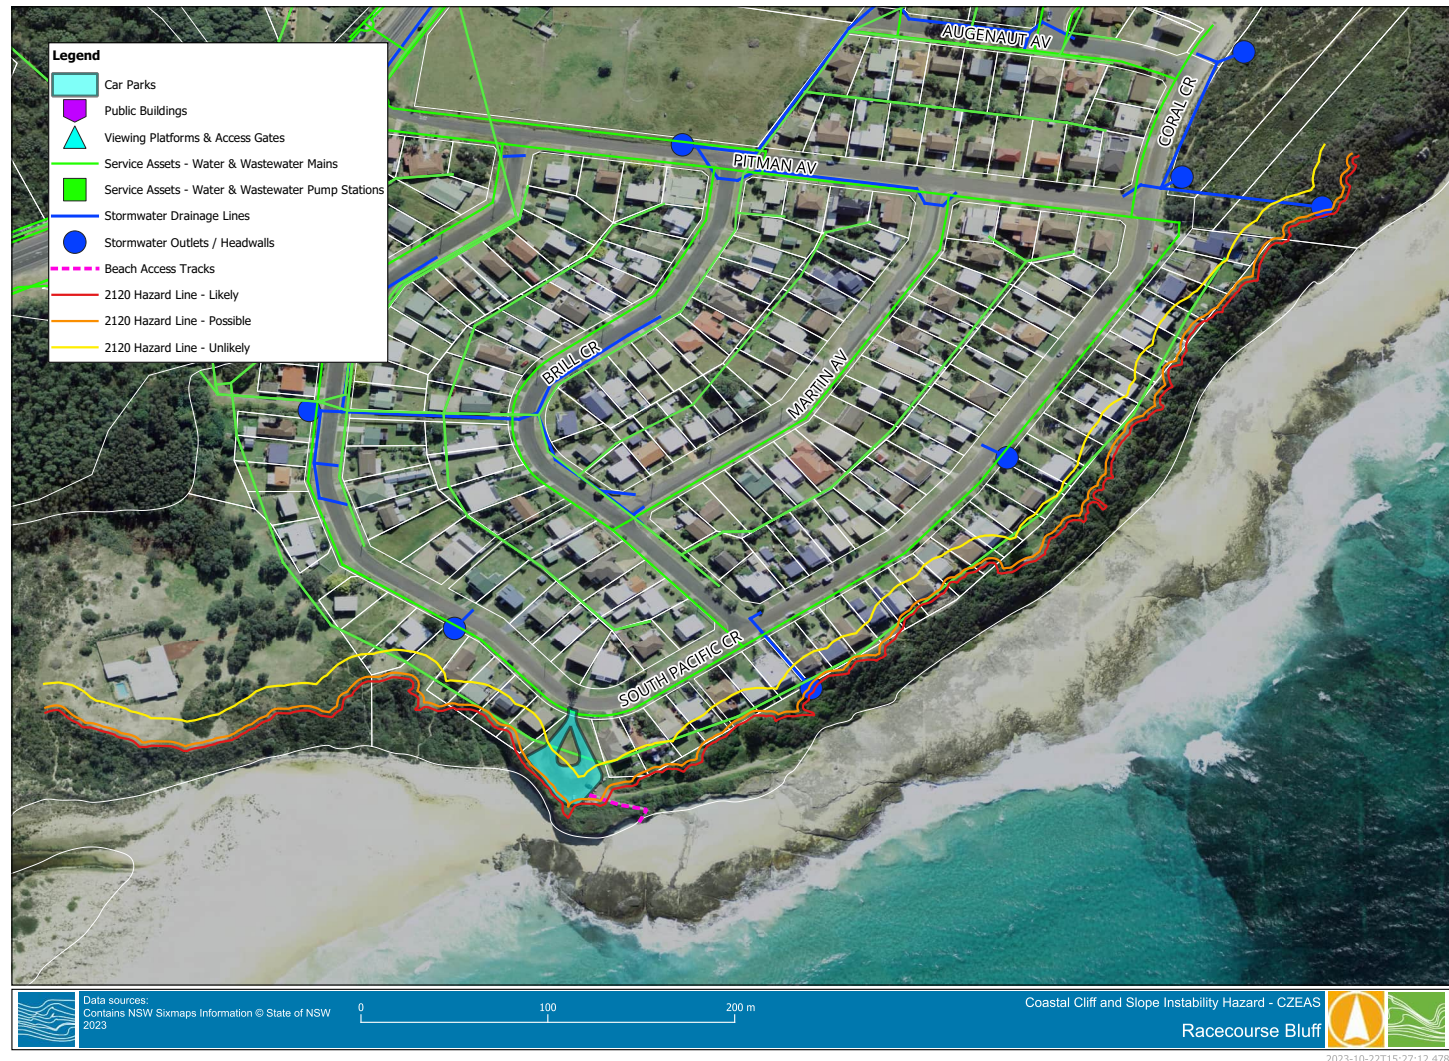 Legend
Car Parks
Public Buildings
Viewing Platforms & Access Gates
Service Assets - Water & Wastewater Mains
Service Assets - Water & Wastewater Pump Stations
Stormwater Drainage Lines
Stormwater Outlets / Headwalls
Beach Access Tracks
2120 Hazard Line - Likely
2120 Hazard Line - Possible
2120 Hazard Line - Unlikely
AUGENAUT AV
CORAL CR
PITMAN AV
BRILL CR
MARTIN AV
SOUTH PACIFIC CR
Data sources:
Contains NSW Sixmaps Information © State of NSW
2023
0 100 200 m
Coastal Cliff and Slope Instability Hazard - CZEAS
Racecourse Bluff